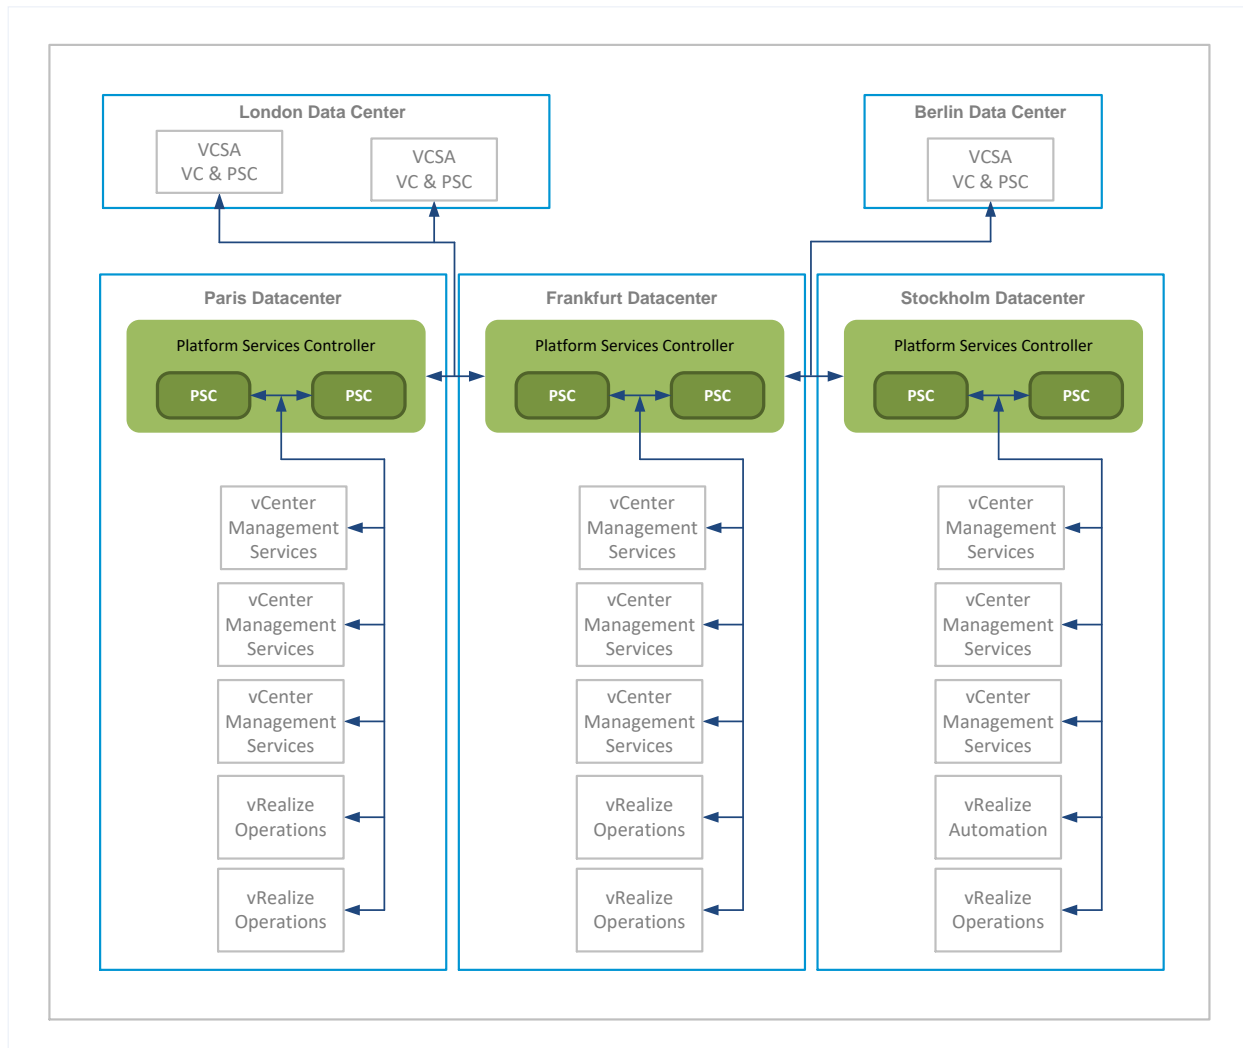 London Data Center
VCSA
VC & PSC
VCSA
VC & PSC
Berlin Data Center
VCSA
VC & PSC
Paris Datacenter
Platform Services Controller
PSC
PSC
vCenter
Management
Services
vCenter
Management
Services
vCenter
Management
Services
vRealize
Operations
vRealize
Operations
Frankfurt Datacenter
Platform Services Controller
PSC
PSC
vCenter
Management
Services
vCenter
Management
Services
vCenter
Management
Services
vRealize
Operations
vRealize
Operations
Stockholm Datacenter
Platform Services Controller
PSC
PSC
vCenter
Management
Services
vCenter
Management
Services
vCenter
Management
Services
vRealize
Automation
vRealize
Operations